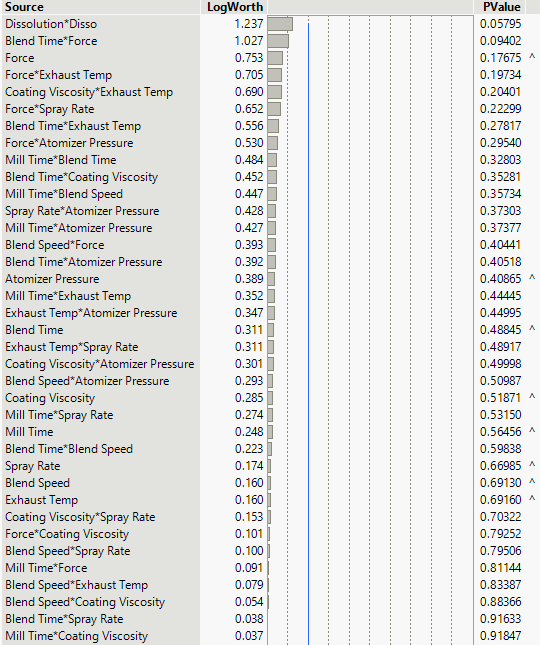 Source LogWorth PValue
Dissolution*Disso 1.237 0.05795
Blend Time*Force 1.027 0.09402
Force 0.753 0.17675 ^
Force*Exhaust Temp 0.705 0.19734
Coating Viscosity*Exhaust Temp 0.690 0.20401
Force*Spray Rate 0.652 0.22299
Blend Time*Exhaust Temp 0.556 0.27817
Force*Atomizer Pressure 0.530 0.29540
Mill Time*Blend Time 0.484 0.32803
Blend Time*Coating Viscosity 0.452 0.35281
Mill Time*Blend Speed 0.447 0.35734
Spray Rate*Atomizer Pressure 0.428 0.37303
Mill Time*Atomizer Pressure 0.427 0.37377
Blend Speed*Force 0.393 0.40441
Blend Time*Atomizer Pressure 0.392 0.40518
Atomizer Pressure 0.389 0.40865 ^
Mill Time*Exhaust Temp 0.352 0.44445
Exhaust Temp*Atomizer Pressure 0.347 0.44995
Blend Time 0.311 0.48845 ^
Exhaust Temp*Spray Rate 0.311 0.48917
Coating Viscosity*Atomizer Pressure 0.301 0.49998
Blend Speed*Atomizer Pressure 0.293 0.50987
Coating Viscosity 0.285 0.51871 ^
Mill Time*Spray Rate 0.274 0.53150
Mill Time 0.248 0.56456 ^
Blend Time*Blend Speed 0.223 0.59838
Spray Rate 0.174 0.66985 ^
Blend Speed 0.160 0.69130 ^
Exhaust Temp 0.160 0.69160 ^
Coating Viscosity*Spray Rate 0.153 0.70322
Force*Coating Viscosity 0.101 0.79252
Blend Speed*Spray Rate 0.100 0.79506
Mill Time*Force 0.091 0.81144
Blend Speed*Exhaust Temp 0.079 0.83387
Blend Speed*Coating Viscosity 0.054 0.88366
Blend Time*Spray Rate 0.038 0.91633
Mill Time*Coating Viscosity 0.037 0.91847